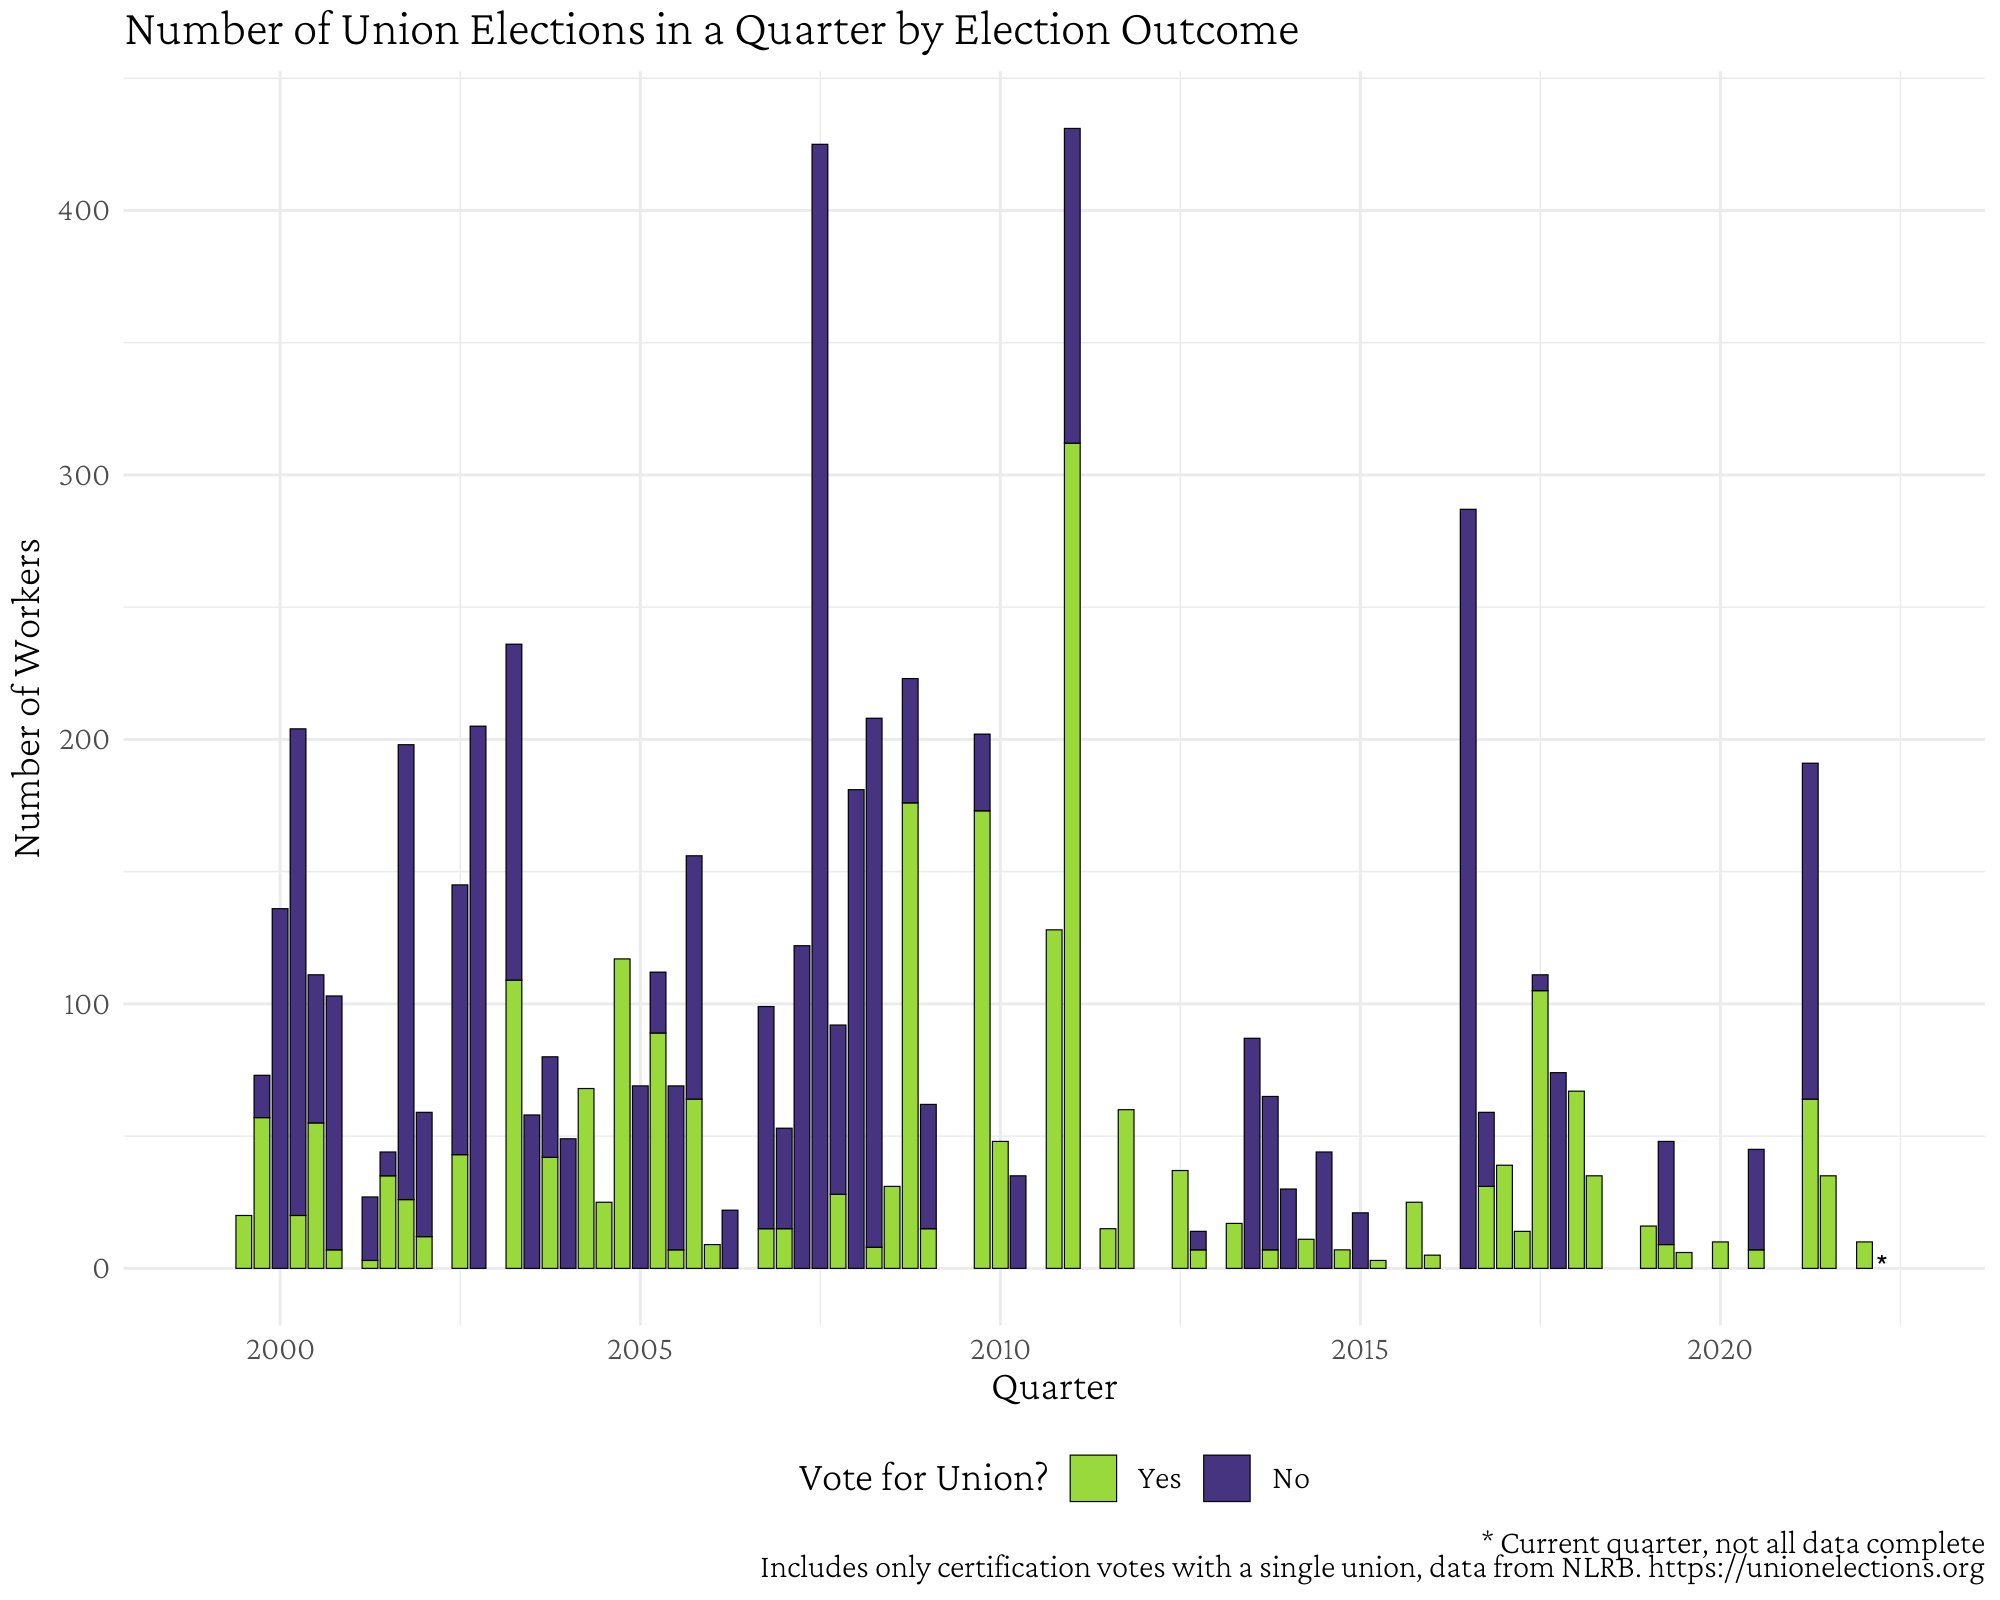 Number of Union Elections in a Quarter by Election Outcome
Number of Workers
400
300
200
100
0
*
2000 2005 2010 2015 2020
Quarter
Vote for Union? Yes No
* Current quarter, not all data complete
Includes only certification votes with a single union, data from NLRB. https://unionelections.org